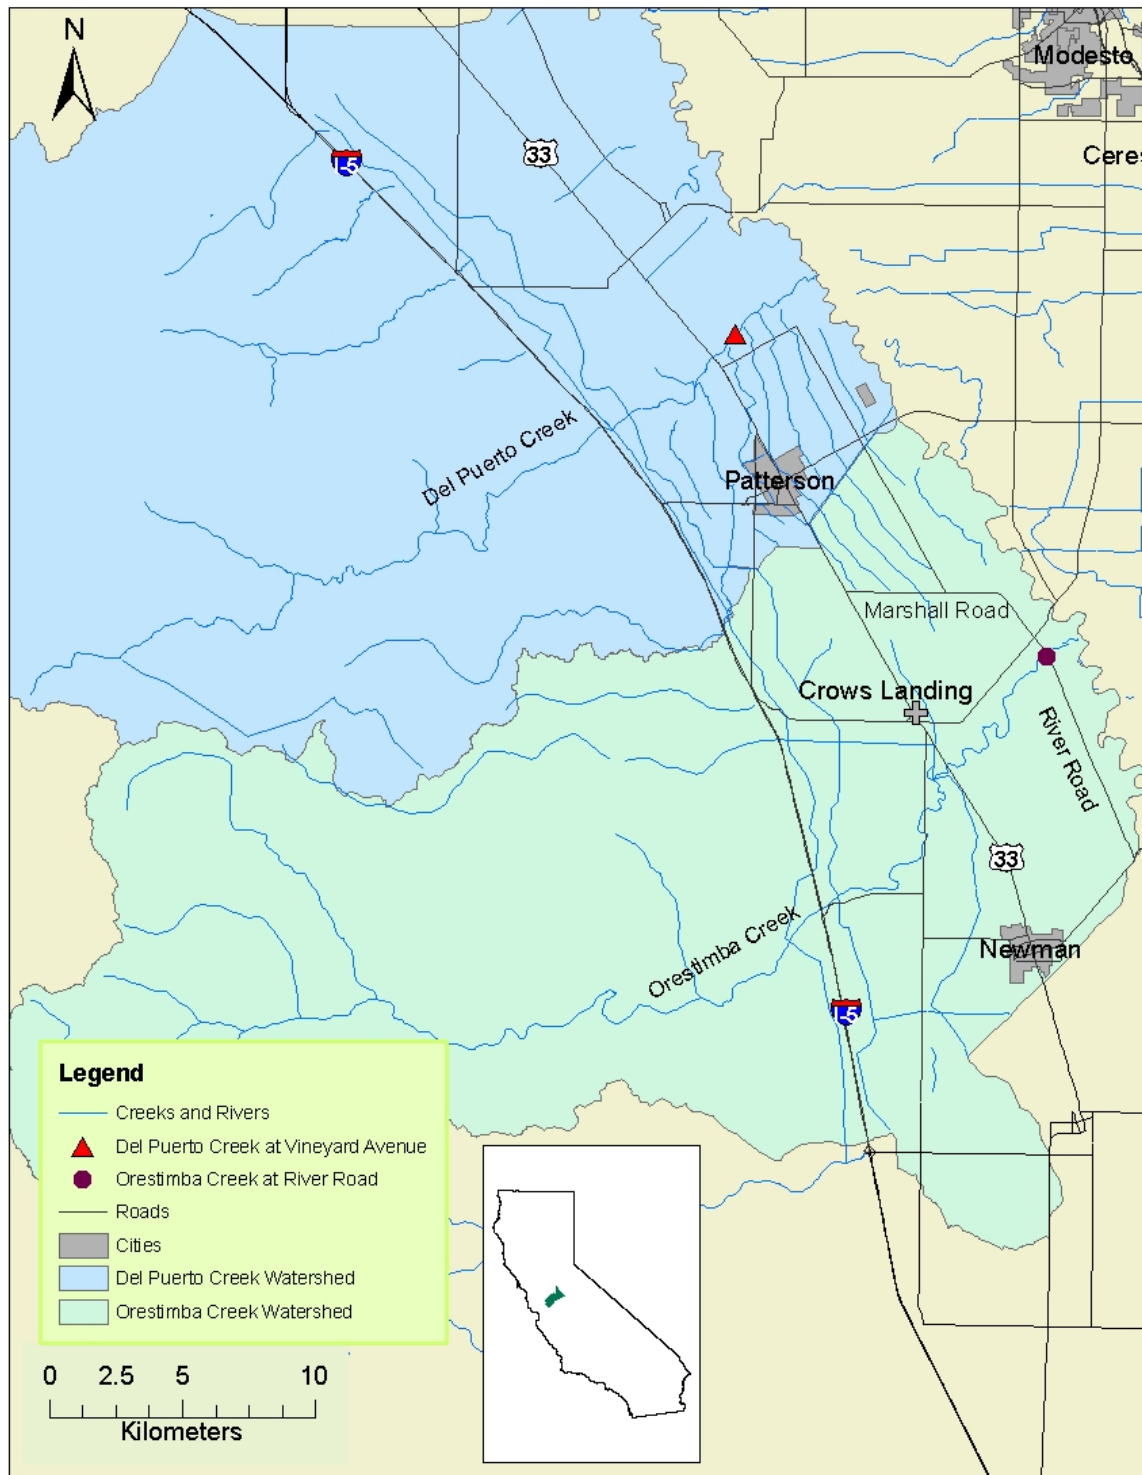 N
Modesto
Ceres
33
I-5
Del Puerto Creek
Patterson
Marshall Road
Crows Landing
River Road
33
Orestimba Creek
Newman
I-5
Legend
Creeks and Rivers
Del Puerto Creek at Vineyard Avenue
Orestimba Creek at River Road
Roads
Cities
Del Puerto Creek Watershed
Orestimba Creek Watershed
0 2.5 5 10
Kilometers